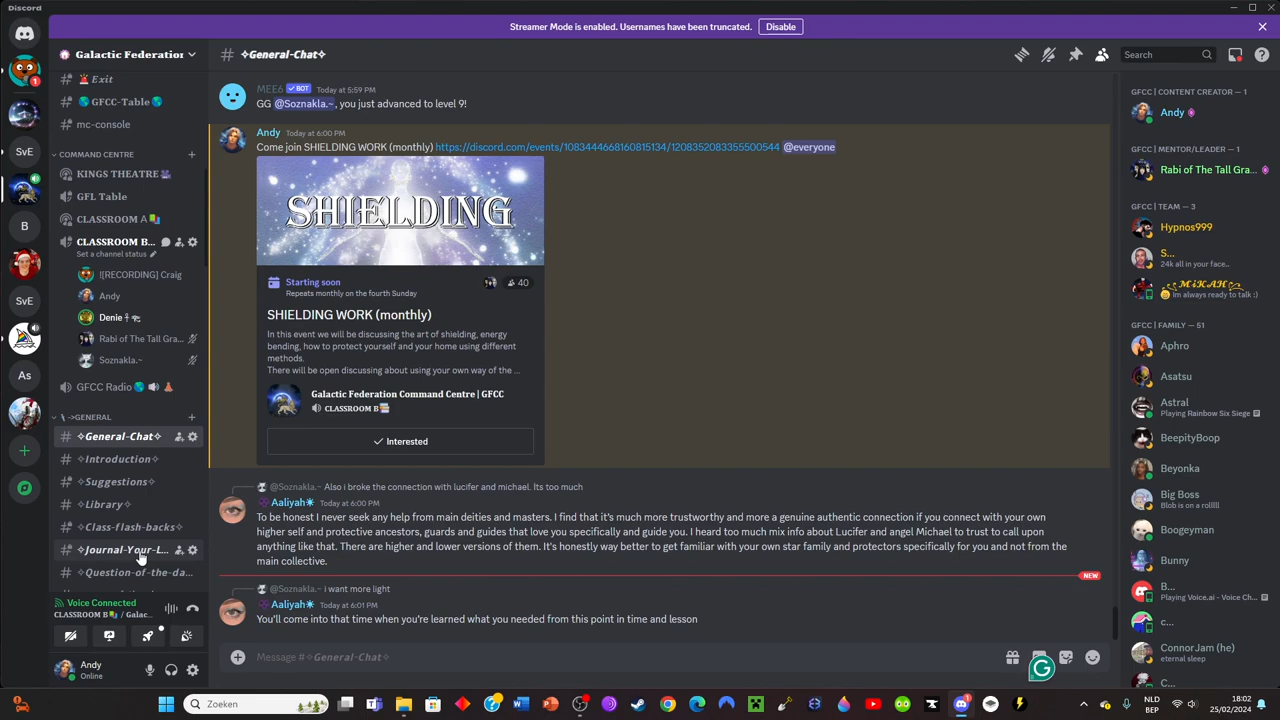 Discord
Streamer Mode is enabled. Usernames have been truncated.
Disable
Galactic Federation
✧General-Chat✧
Search
Exit
GFCC-Table
mc-console
COMMAND CENTRE
KINGS THEATRE
GFL Table
CLASSROOM A
CLASSROOM B...
Set a channel status
![RECORDING] Craig
Andy
Denie
Rabi of The Tall Gra...
Soznakla.~
GFCC Radio
\ ->GENERAL
✧General-Chat✧
✧Introduction✧
✧Suggestions✧
✧Library✧
✧Class-flash-backs✧
✧Journal-Your-L...
✧Question-of-the-da...
Voice Connected
CLASSROOM B / Galac...
Andy
Online
MEE6 BOT Today at 5:59 PM
GG @Soznakla.~, you just advanced to level 9!
Andy Today at 6:00 PM
Come join SHIELDING WORK (monthly) https://discord.com/events/1083444668160815134/1208352083355500544 @everyone
SHIELDING
Starting soon
40
Repeats monthly on the fourth Sunday
SHIELDING WORK (monthly)
In this event we will be discussing the art of shielding, energy
bending, how to protect yourself and your home using different
methods.
There will be open discussing about using your own way of the ...
Galactic Federation Command Centre | GFCC
CLASSROOM B
Interested
@Soznakla.~ Also i broke the connection with lucifer and michael. Its too much
Aaliyah☀ Today at 6:00 PM
To be honest I never seek any help from main deities and masters. I find that it's much more trustworthy and more a genuine authentic connection if you connect with your own
higher self and protective ancestors, guards and guides that love you specifically and guide you. I heard too much mix info about Lucifer and angel Michael to trust to call upon
anything like that. There are higher and lower versions of them. It's honestly way better to get familiar with your own star family and protectors specifically for you and not from the
main collective.
NEW
@Soznakla.~ i want more light
Aaliyah☀ Today at 6:01 PM
You'll come into that time when you're learned what you needed from this point in time and lesson
Message #✧General-Chat✧
GFCC | CONTENT CREATOR — 1
Andy
GFCC | MENTOR/LEADER — 1
Rabi of The Tall Gra...
GFCC | TEAM — 3
Hypnos999
S...
24k all in your face..
MiKAH
Im always ready to talk :)
GFCC | FAMILY — 51
Aphro
Asatsu
Astral
Playing Rainbow Six Siege
BeepityBoop
Beyonka
Big Boss
Blob is on a rollllll
Boogeyman
Bunny
B...
Playing Voice.ai - Voice Ch...
c...
ConnorJam (he)
eternal sleep
C...
SvE
B
SvE
As
1
Zoeken
1
NLD
BEP
18:02
25/02/2024